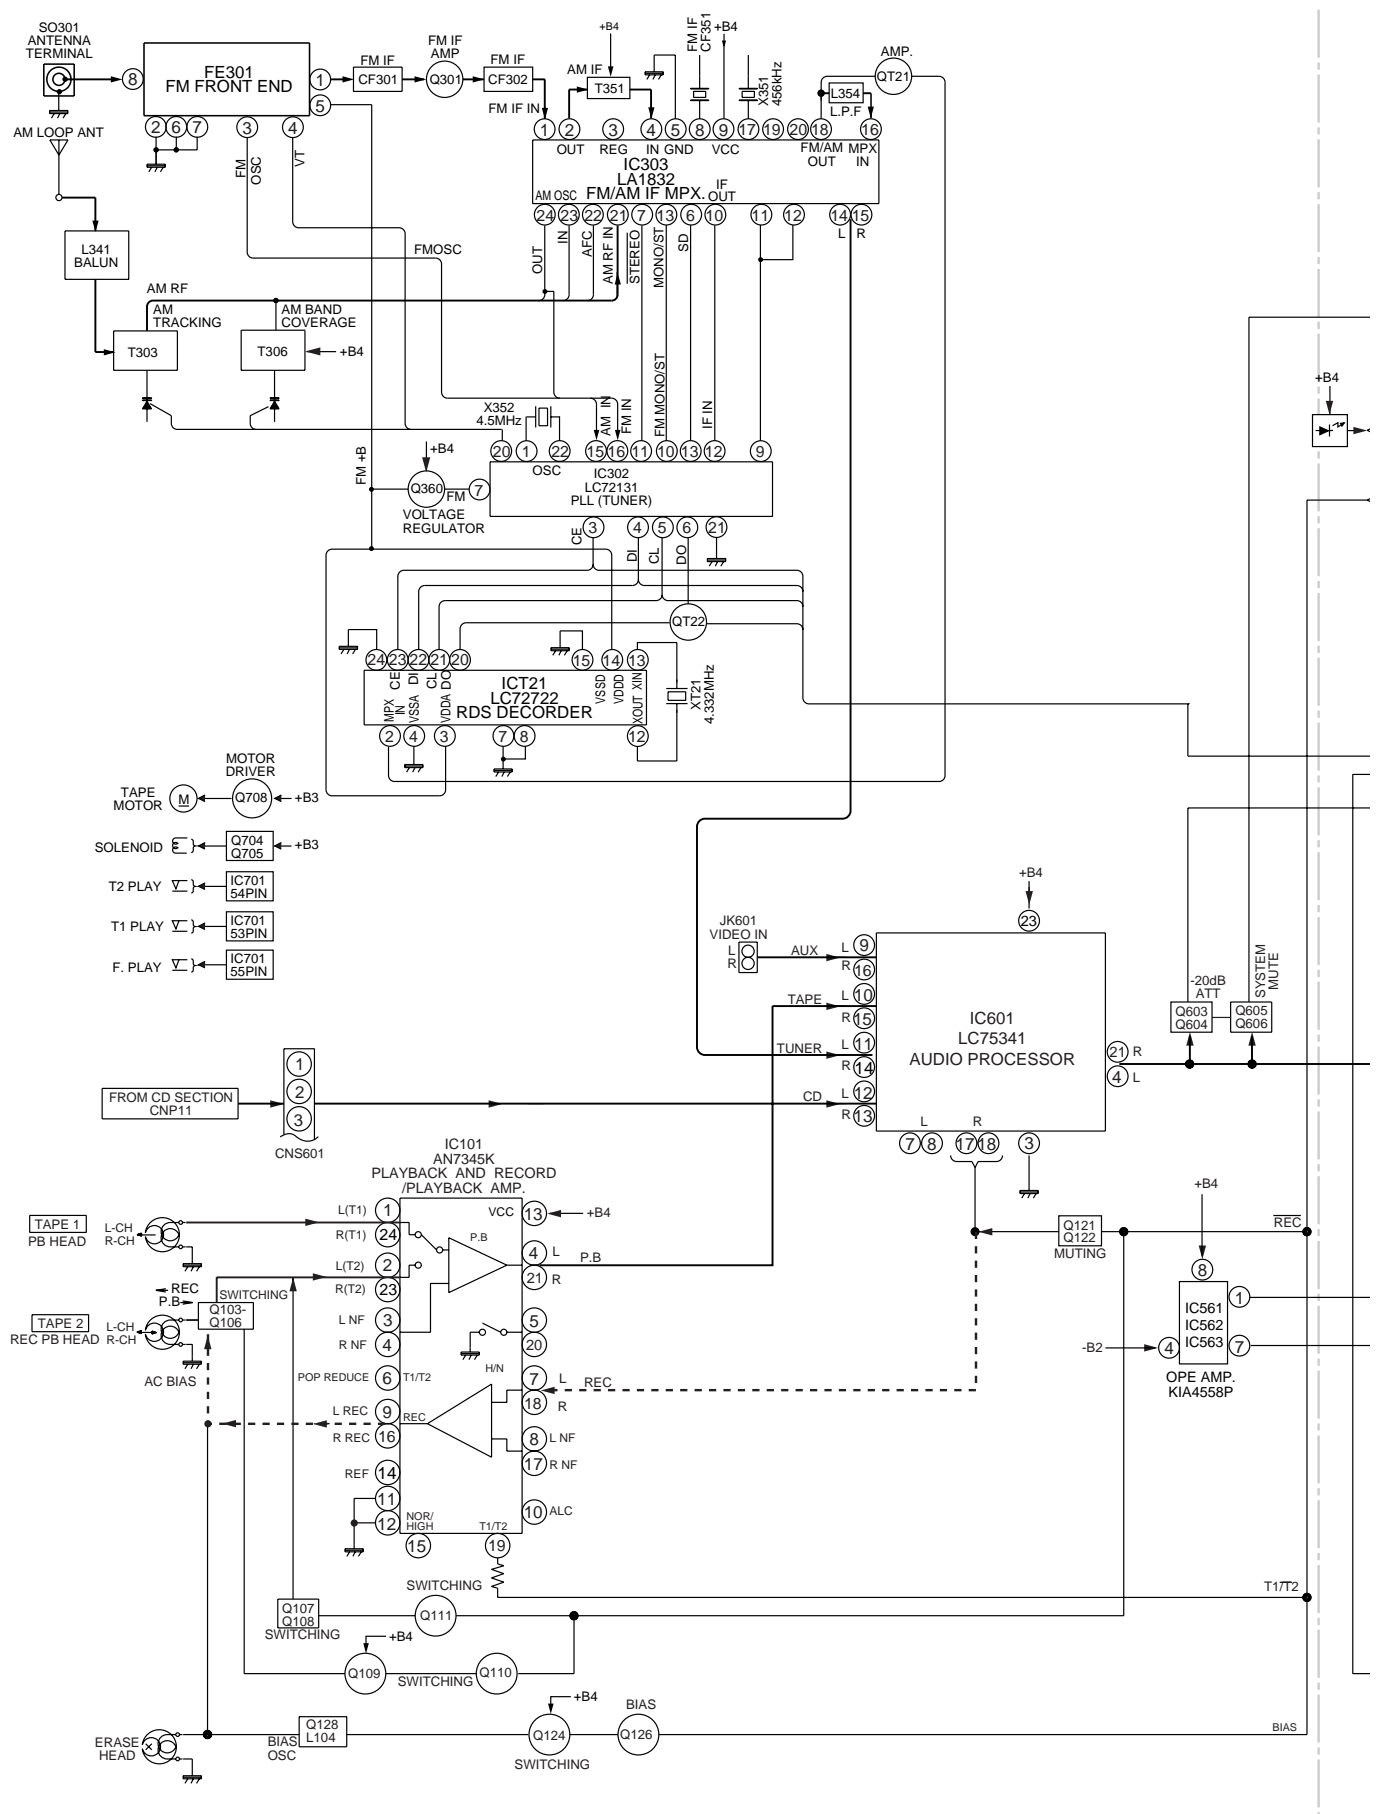 SO301
ANTENNA
TERMINAL
8
FE301
FM FRONT END
1
5
2
6
7
3
4
FM
OSC
VT
FM IF
CF301
FM IF
AMP
Q301
FM IF
CF302
FM IF IN
AM IF
+B4
T351
FM IF
CF351
+B4
X351
456kHz
AMP.
QT21
L354
L.P.F
AM LOOP ANT
1
2
3
4
5
8
9
17
19
20
18
16
OUT
REG
IN
GND
VCC
FM/AM
OUT
MPX
IN
IC303
LA1832
FM/AM IF MPX.
AM OSC
IF
OUT
24
23
22
21
7
13
6
10
11
12
14
15
L
R
OUT
IN
AFC
AM RF IN
STEREO
MONO/ST
SD
L341
BALUN
FMOSC
AM RF
AM
TRACKING
AM BAND
COVERAGE
T303
T306
+B4
+B4
X352
4.5MHz
AM IN
FM IN
FM MONO/ST
IF IN
20
1
22
15
16
11
10
13
12
9
OSC
IC302
LC72131
PLL (TUNER)
FM +B
+B4
Q360
FM
7
VOLTAGE
REGULATOR
3
4
5
6
21
CE
DI
CL
DO
QT22
24
23
22
21
20
15
14
13
CE
DI
CL
DO
VSSD
VDDD
XIN
ICT21
LC72722
RDS DECORDER
MPX
IN
VSSA
VDDA
XOUT
XT21
4.332MHz
2
4
3
7
8
12
MOTOR
DRIVER
TAPE
MOTOR
M
Q708
+B3
SOLENOID
Q704
Q705
+B3
T2 PLAY
IC701
54PIN
T1 PLAY
IC701
53PIN
F. PLAY
IC701
55PIN
+B4
23
JK601
VIDEO IN
L
R
AUX
L
9
R
16
TAPE
L
10
R
15
TUNER
L
11
R
14
CD
L
12
R
13
IC601
LC75341
AUDIO PROCESSOR
21
R
4
L
-20dB
ATT
SYSTEM
MUTE
Q603
Q604
Q605
Q606
L
R
7
8
17
18
3
FROM CD SECTION
CNP11
1
2
3
CNS601
IC101
AN7345K
PLAYBACK AND RECORD
/PLAYBACK AMP.
TAPE 1
PB HEAD
L-CH
R-CH
L(T1)
1
R(T1)
24
L(T2)
2
R(T2)
23
L NF
3
R NF
4
VCC
13
+B4
P.B
4
L
P.B
21
R
5
20
REC
P.B
SWITCHING
Q103-
Q106
TAPE 2
REC PB HEAD
L-CH
R-CH
AC BIAS
POP REDUCE
6
T1/T2
H/N
7
L
REC
18
R
L REC
9
REC
R REC
16
8
L NF
17
R NF
REF
14
11
12
10
ALC
NOR/
HIGH
T1/T2
15
19
Q121
Q122
MUTING
REC
+B4
8
1
IC561
IC562
IC563
-B2
4
7
OPE AMP.
KIA4558P
T1/T2
SWITCHING
Q107
Q108
SWITCHING
Q111
+B4
Q109
SWITCHING
Q110
+B4
BIAS
ERASE
HEAD
BIAS
OSC
Q128
L104
Q124
SWITCHING
Q126
BIAS